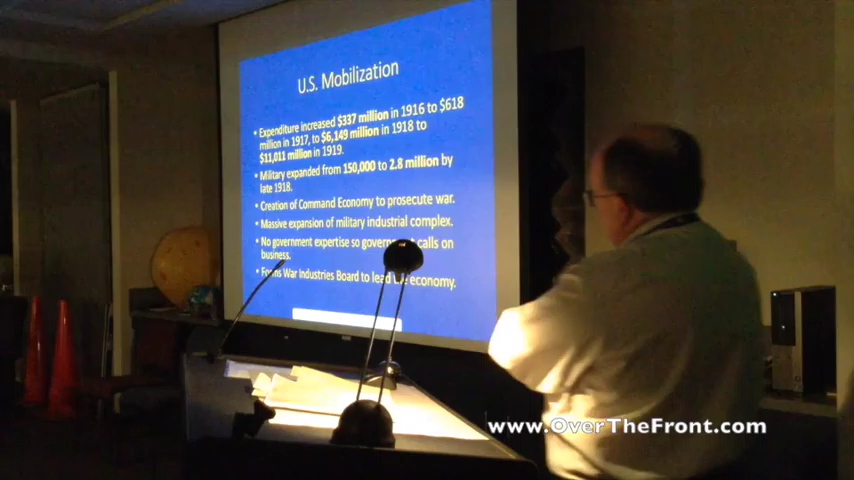 U.S. Mobilization
• Expenditure increased $337 million in 1916 to $618
million in 1917, to $6,149 million in 1918 to
$11,011 million in 1919.
• Military expanded from 150,000 to 2.8 million by
late 1918.
• Creation of Command Economy to prosecute war.
• Massive expansion of military industrial complex.
• No government expertise so calls on
business.
• War Industries Board to lead economy.
www.OverTheFront.com